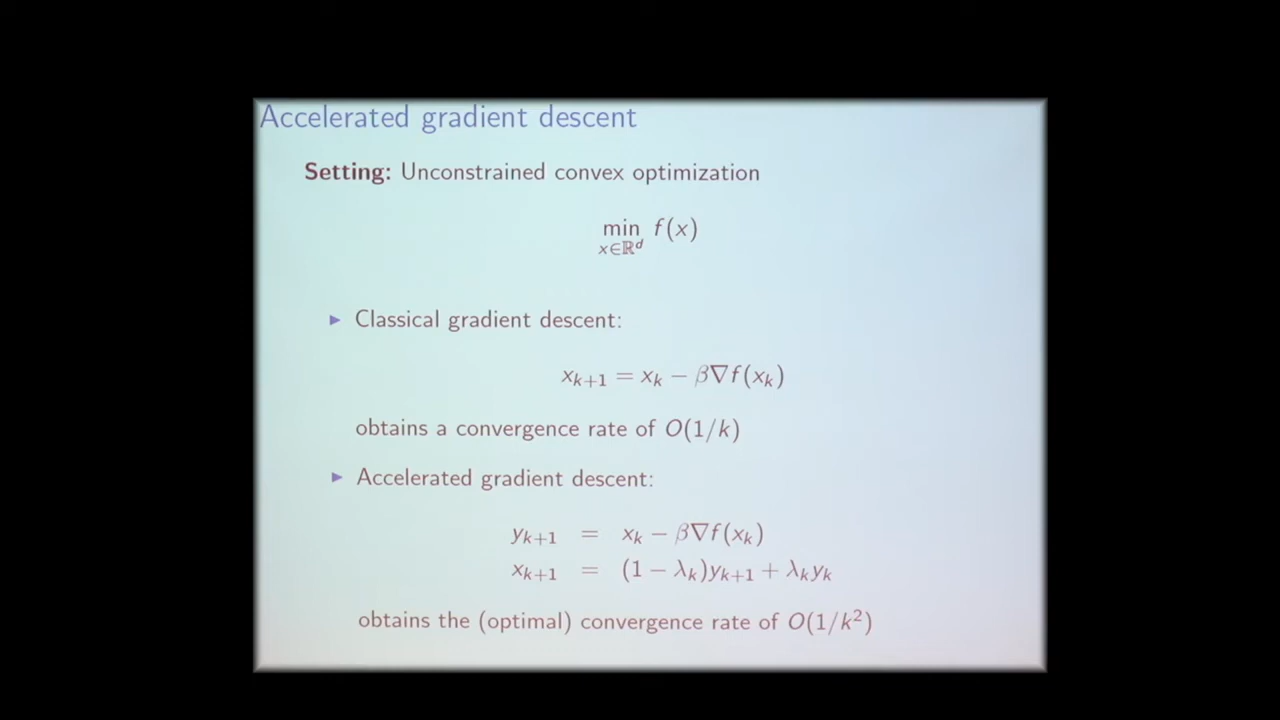 Accelerated gradient descent
Setting: Unconstrained convex optimization
min f(x)
x∈ℝ^d
▶ Classical gradient descent:
x_{k+1} = x_k − β∇f(x_k)
obtains a convergence rate of O(1/k)
▶ Accelerated gradient descent:
y_{k+1} = x_k − β∇f(x_k)
x_{k+1} = (1 − λ_k)y_{k+1} + λ_k y_k
obtains the (optimal) convergence rate of O(1/k²)